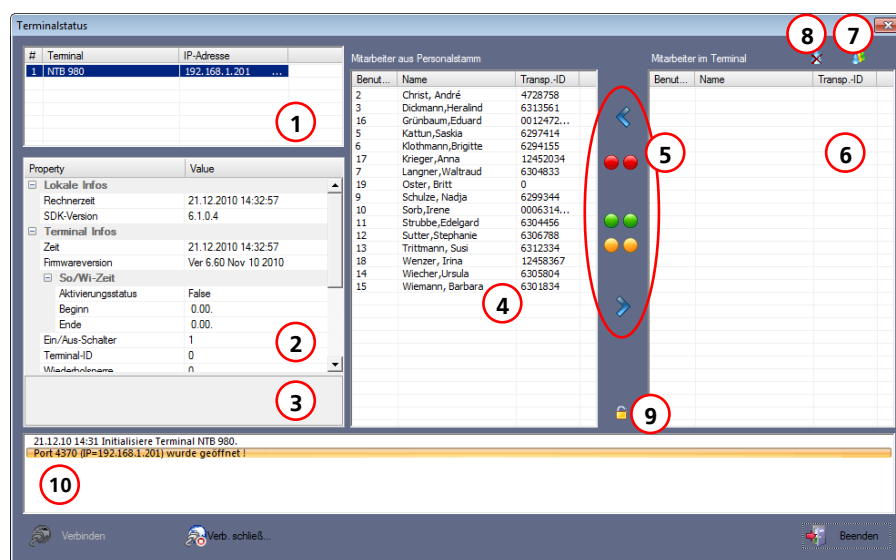 Terminalstatus
8 7
# Terminal IP-Adresse
1 NTB 980 192.168.1.201 ...
1
Property Value
Lokale Infos
Rechnerzeit 21.12.2010 14:32:57
SDK-Version 6.1.0.4
Terminal Infos
Zeit 21.12.2010 14:32:57
Firmwareversion Ver 6.60 Nov 10 2010
So/Wi-Zeit
Aktivierungsstatus False
Beginn 0.00.
Ende 0.00.
Ein/Aus-Schalter 1
Terminal-ID 0
Wiederholsperre 0
2
3
Mitarbeiter aus Personalstamm
Benut... Name Transp.-ID
2 Christ, André 4728758
3 Dickmann,Heralind 6313561
16 Grünbaum,Eduard 0012472...
5 Kattun,Saskia 6297414
6 Klothmann,Brigitte 6294155
17 Krieger,Anna 12452034
7 Langner,Waltraud 6304833
19 Oster, Britt 0
9 Schulze, Nadja 6299344
10 Sorb,Irene 0006314...
11 Strubbe,Edelgard 6304456
12 Sutter,Stephanie 6306788
13 Trittmann, Susi 6312334
18 Wenzer, Irina 12458367
14 Wiecher,Ursula 6305804
15 Wiemann, Barbara 6301834
4
5
9
Mitarbeiter im Terminal
Benut... Name Transp.-ID
6
21.12.10 14:31 Initialisiere Terminal NTB 980.
Port 4370 (IP=192.168.1.201) wurde geöffnet !
10
Verbinden Verb. schließ... Beenden